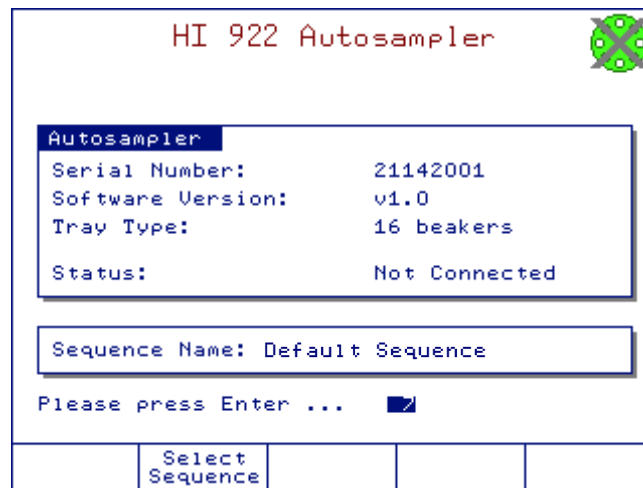 HI 922 Autosampler
Autosampler
Serial Number: 21142001
Software Version: v1.0
Tray Type: 16 beakers
Status: Not Connected
Sequence Name: Default Sequence
Please press Enter ...
Select
Sequence